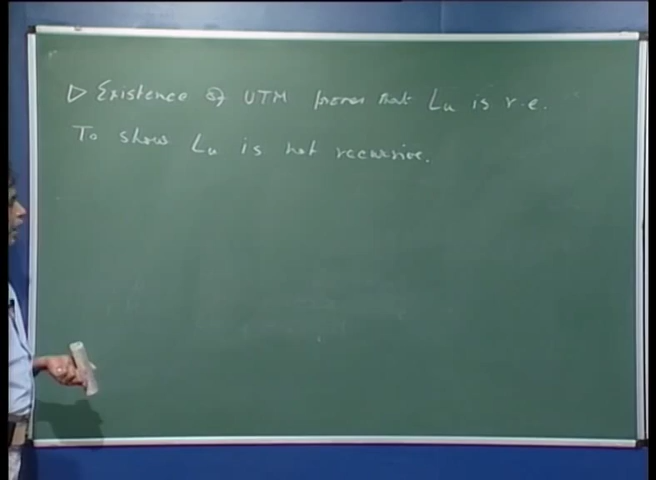 ▷ Existence of UTM proves that Lu is r.e.
To show Lu is not recursive.